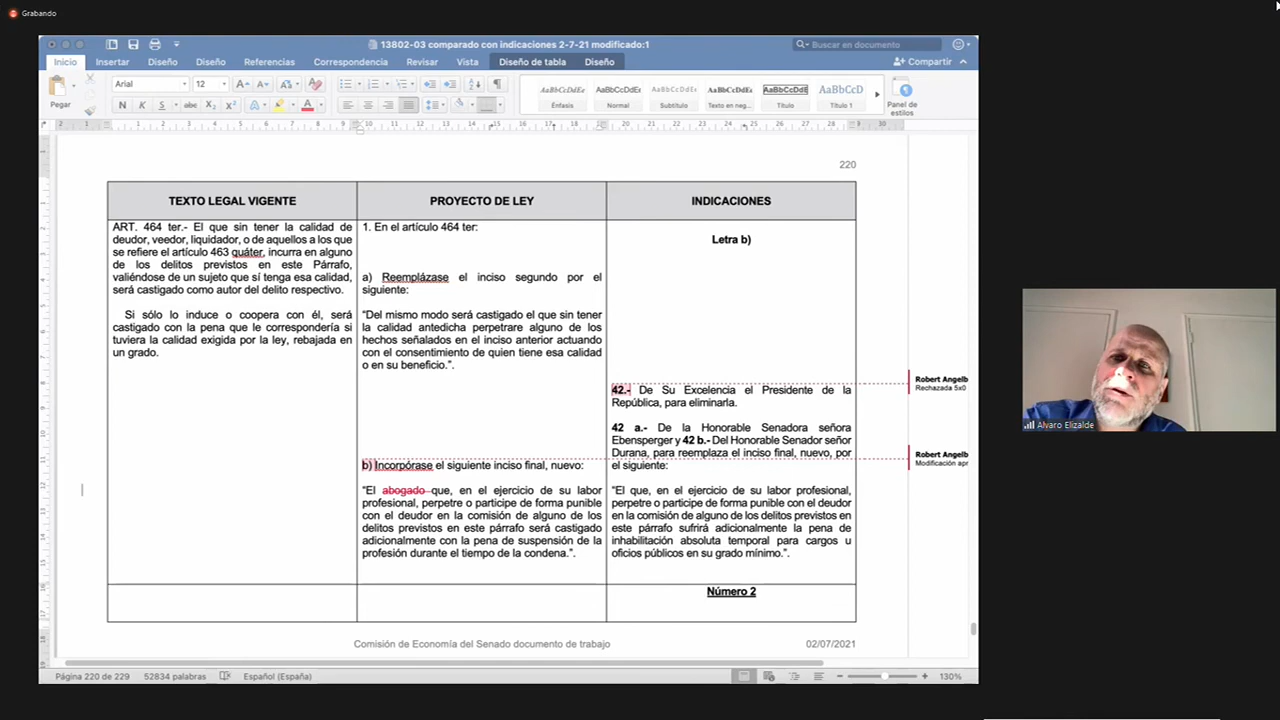 Grabando
13802-03 comparado con indicaciones 2-7-21 modificado:1
Buscar en documento
Inicio Insertar Diseño Diseño Referencias Correspondencia Revisar Vista Diseño de tabla Diseño
Compartir
Pegar
Arial 12
N K S abc X₂ X²
AaBbCcDdEe AaBbCcDdEe AaBbCcDdEe AaBbCcDdEe AaBbCcDdE AaBbCcDd
Énfasis Normal Subtítulo Texto en neg... Título Título 1
Panel de
estilos
220
TEXTO LEGAL VIGENTE
ART. 464 ter.- El que sin tener la calidad de
deudor, veedor, liquidador, o de aquellos a los que
se refiere el artículo 463 quáter, incurra en alguno
de los delitos previstos en este Párrafo,
valiéndose de un sujeto que sí tenga esa calidad,
será castigado como autor del delito respectivo.
Si sólo lo induce o coopera con él, será
castigado con la pena que le correspondería si
tuviera la calidad exigida por la ley, rebajada en
un grado.
PROYECTO DE LEY
1. En el artículo 464 ter:
a) Reemplázase el inciso segundo por el
siguiente:
“Del mismo modo será castigado el que sin tener
la calidad antedicha perpetrare alguno de los
hechos señalados en el inciso anterior actuando
con el consentimiento de quien tiene esa calidad
o en su beneficio.”.
b) Incorpórase el siguiente inciso final, nuevo:
“El abogado que, en el ejercicio de su labor
profesional, perpetre o participe de forma punible
con el deudor en la comisión de alguno de los
delitos previstos en este párrafo será castigado
adicionalmente con la pena de suspensión de la
profesión durante el tiempo de la condena.”.
INDICACIONES
Letra b)
42.- De Su Excelencia el Presidente de la
República, para eliminarla.
42 a.- De la Honorable Senadora señora
Ebensperger y 42 b.- Del Honorable Senador señor
Durana, para reemplaza el inciso final, nuevo, por
el siguiente:
“El que, en el ejercicio de su labor profesional,
perpetre o participe de forma punible con el deudor
en la comisión de alguno de los delitos previstos en
este párrafo sufrirá adicionalmente la pena de
inhabilitación absoluta temporal para cargos u
oficios públicos en su grado mínimo.”.
Número 2
Robert Angelb
Rechazada 5x0
Robert Angelb
Modificación apr
Comisión de Economía del Senado documento de trabajo
02/07/2021
Página 220 de 229 52834 palabras Español (España)
130%
Alvaro Elizalde